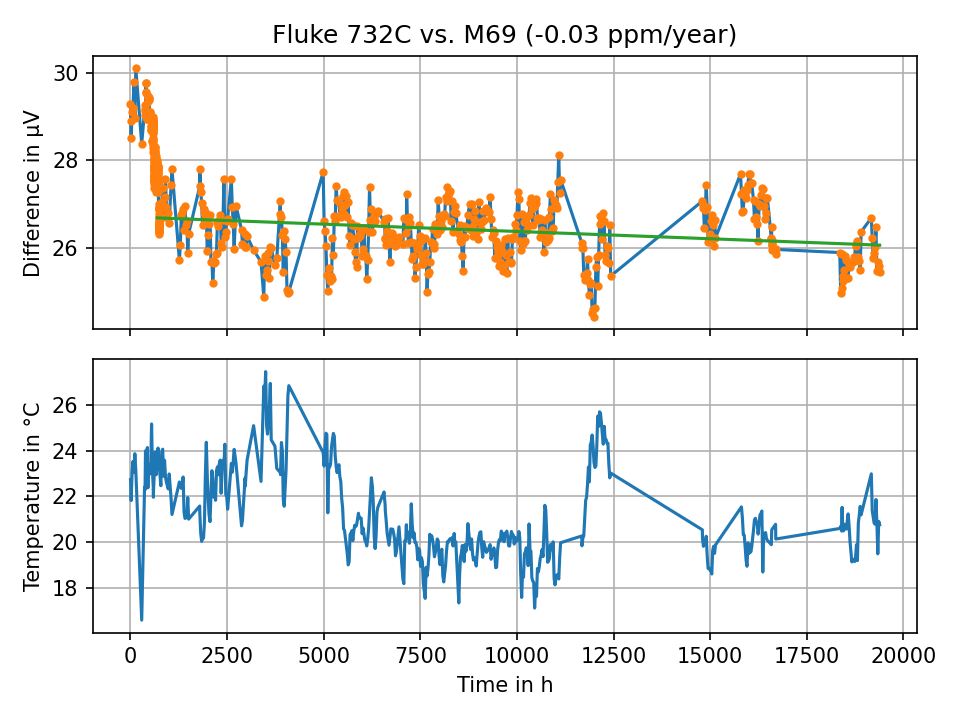 Fluke 732C vs. M69 (-0.03 ppm/year)
Difference in µV
30
28
26
Temperature in °C
26
24
22
20
18
0 2500 5000 7500 10000 12500 15000 17500 20000
Time in h